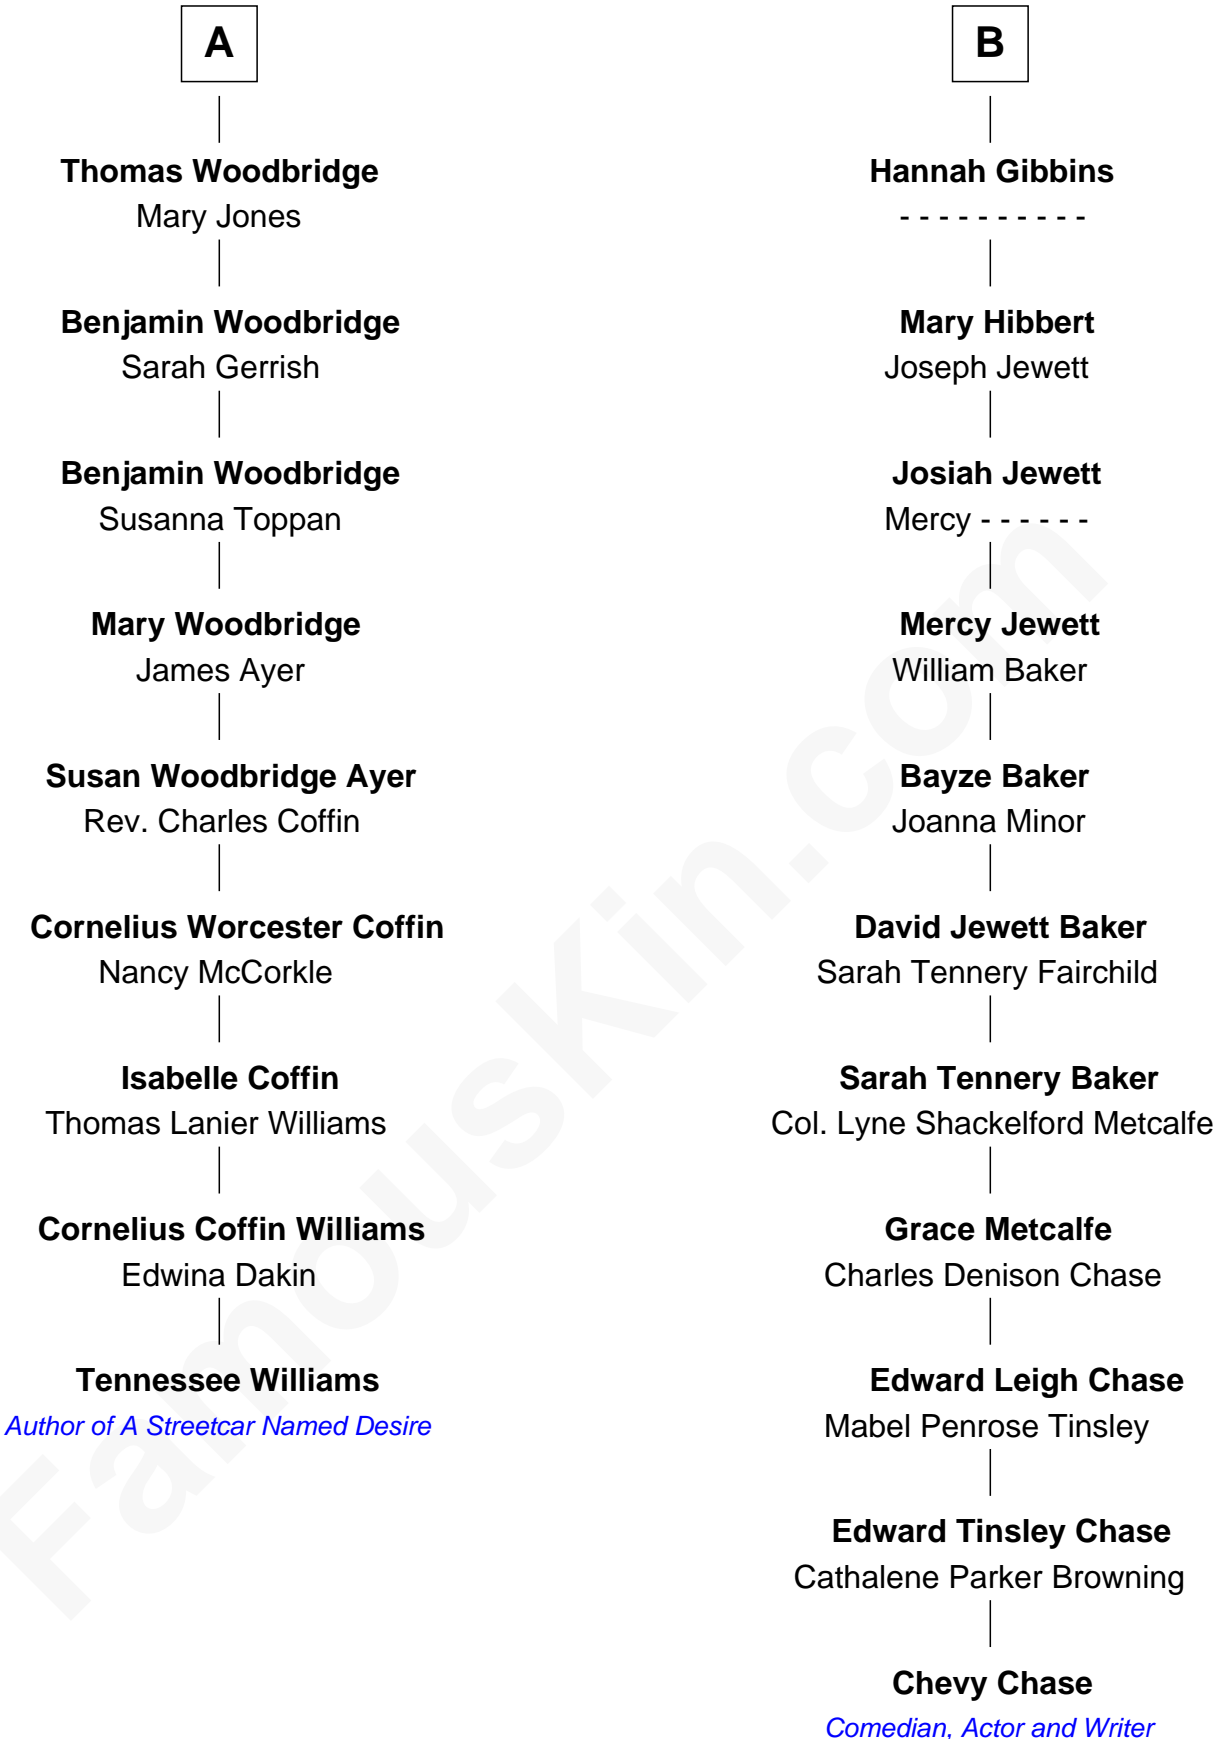 A
Thomas Woodbridge
Mary Jones
Benjamin Woodbridge
Sarah Gerrish
Benjamin Woodbridge
Susanna Toppan
Mary Woodbridge
James Ayer
Susan Woodbridge Ayer
Rev. Charles Coffin
Cornelius Worcester Coffin
Nancy McCorkle
Isabelle Coffin
Thomas Lanier Williams
Cornelius Coffin Williams
Edwina Dakin
Tennessee Williams
Author of A Streetcar Named Desire
B
Hannah Gibbins
- - - - - - - - - -
Mary Hibbert
Joseph Jewett
Josiah Jewett
Mercy - - - - - -
Mercy Jewett
William Baker
Bayze Baker
Joanna Minor
David Jewett Baker
Sarah Tennery Fairchild
Sarah Tennery Baker
Col. Lyne Shackelford Metcalfe
Grace Metcalfe
Charles Denison Chase
Edward Leigh Chase
Mabel Penrose Tinsley
Edward Tinsley Chase
Cathalene Parker Browning
Chevy Chase
Comedian, Actor and Writer
FamousKin.com